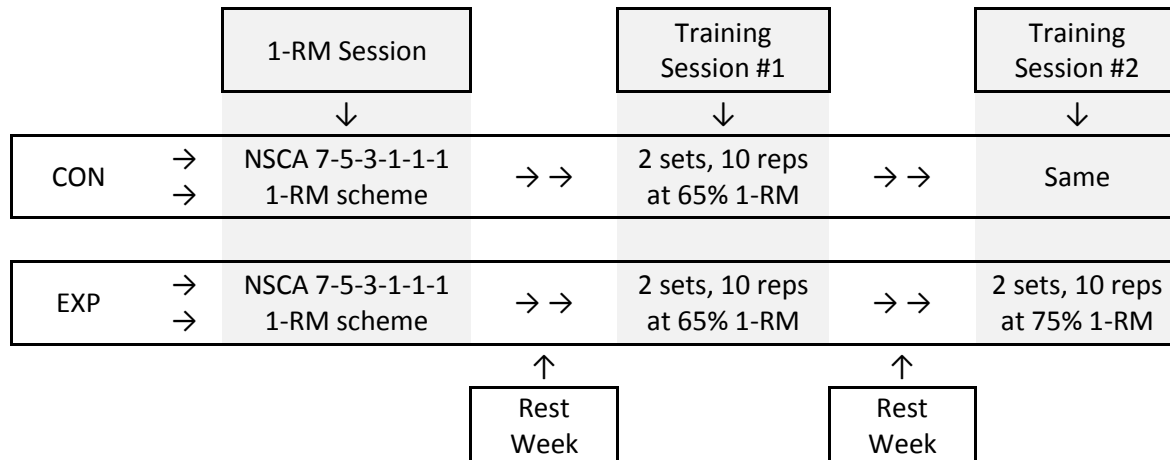 1-RM Session
Training
Session #1
Training
Session #2
↓ ↓ ↓
CON
→
→
NSCA 7-5-3-1-1-1
1-RM scheme
→ →
2 sets, 10 reps
at 65% 1-RM
→ →
Same
EXP
→
→
NSCA 7-5-3-1-1-1
1-RM scheme
→ →
2 sets, 10 reps
at 65% 1-RM
→ →
2 sets, 10 reps
at 75% 1-RM
↑ ↑
Rest
Week
Rest
Week